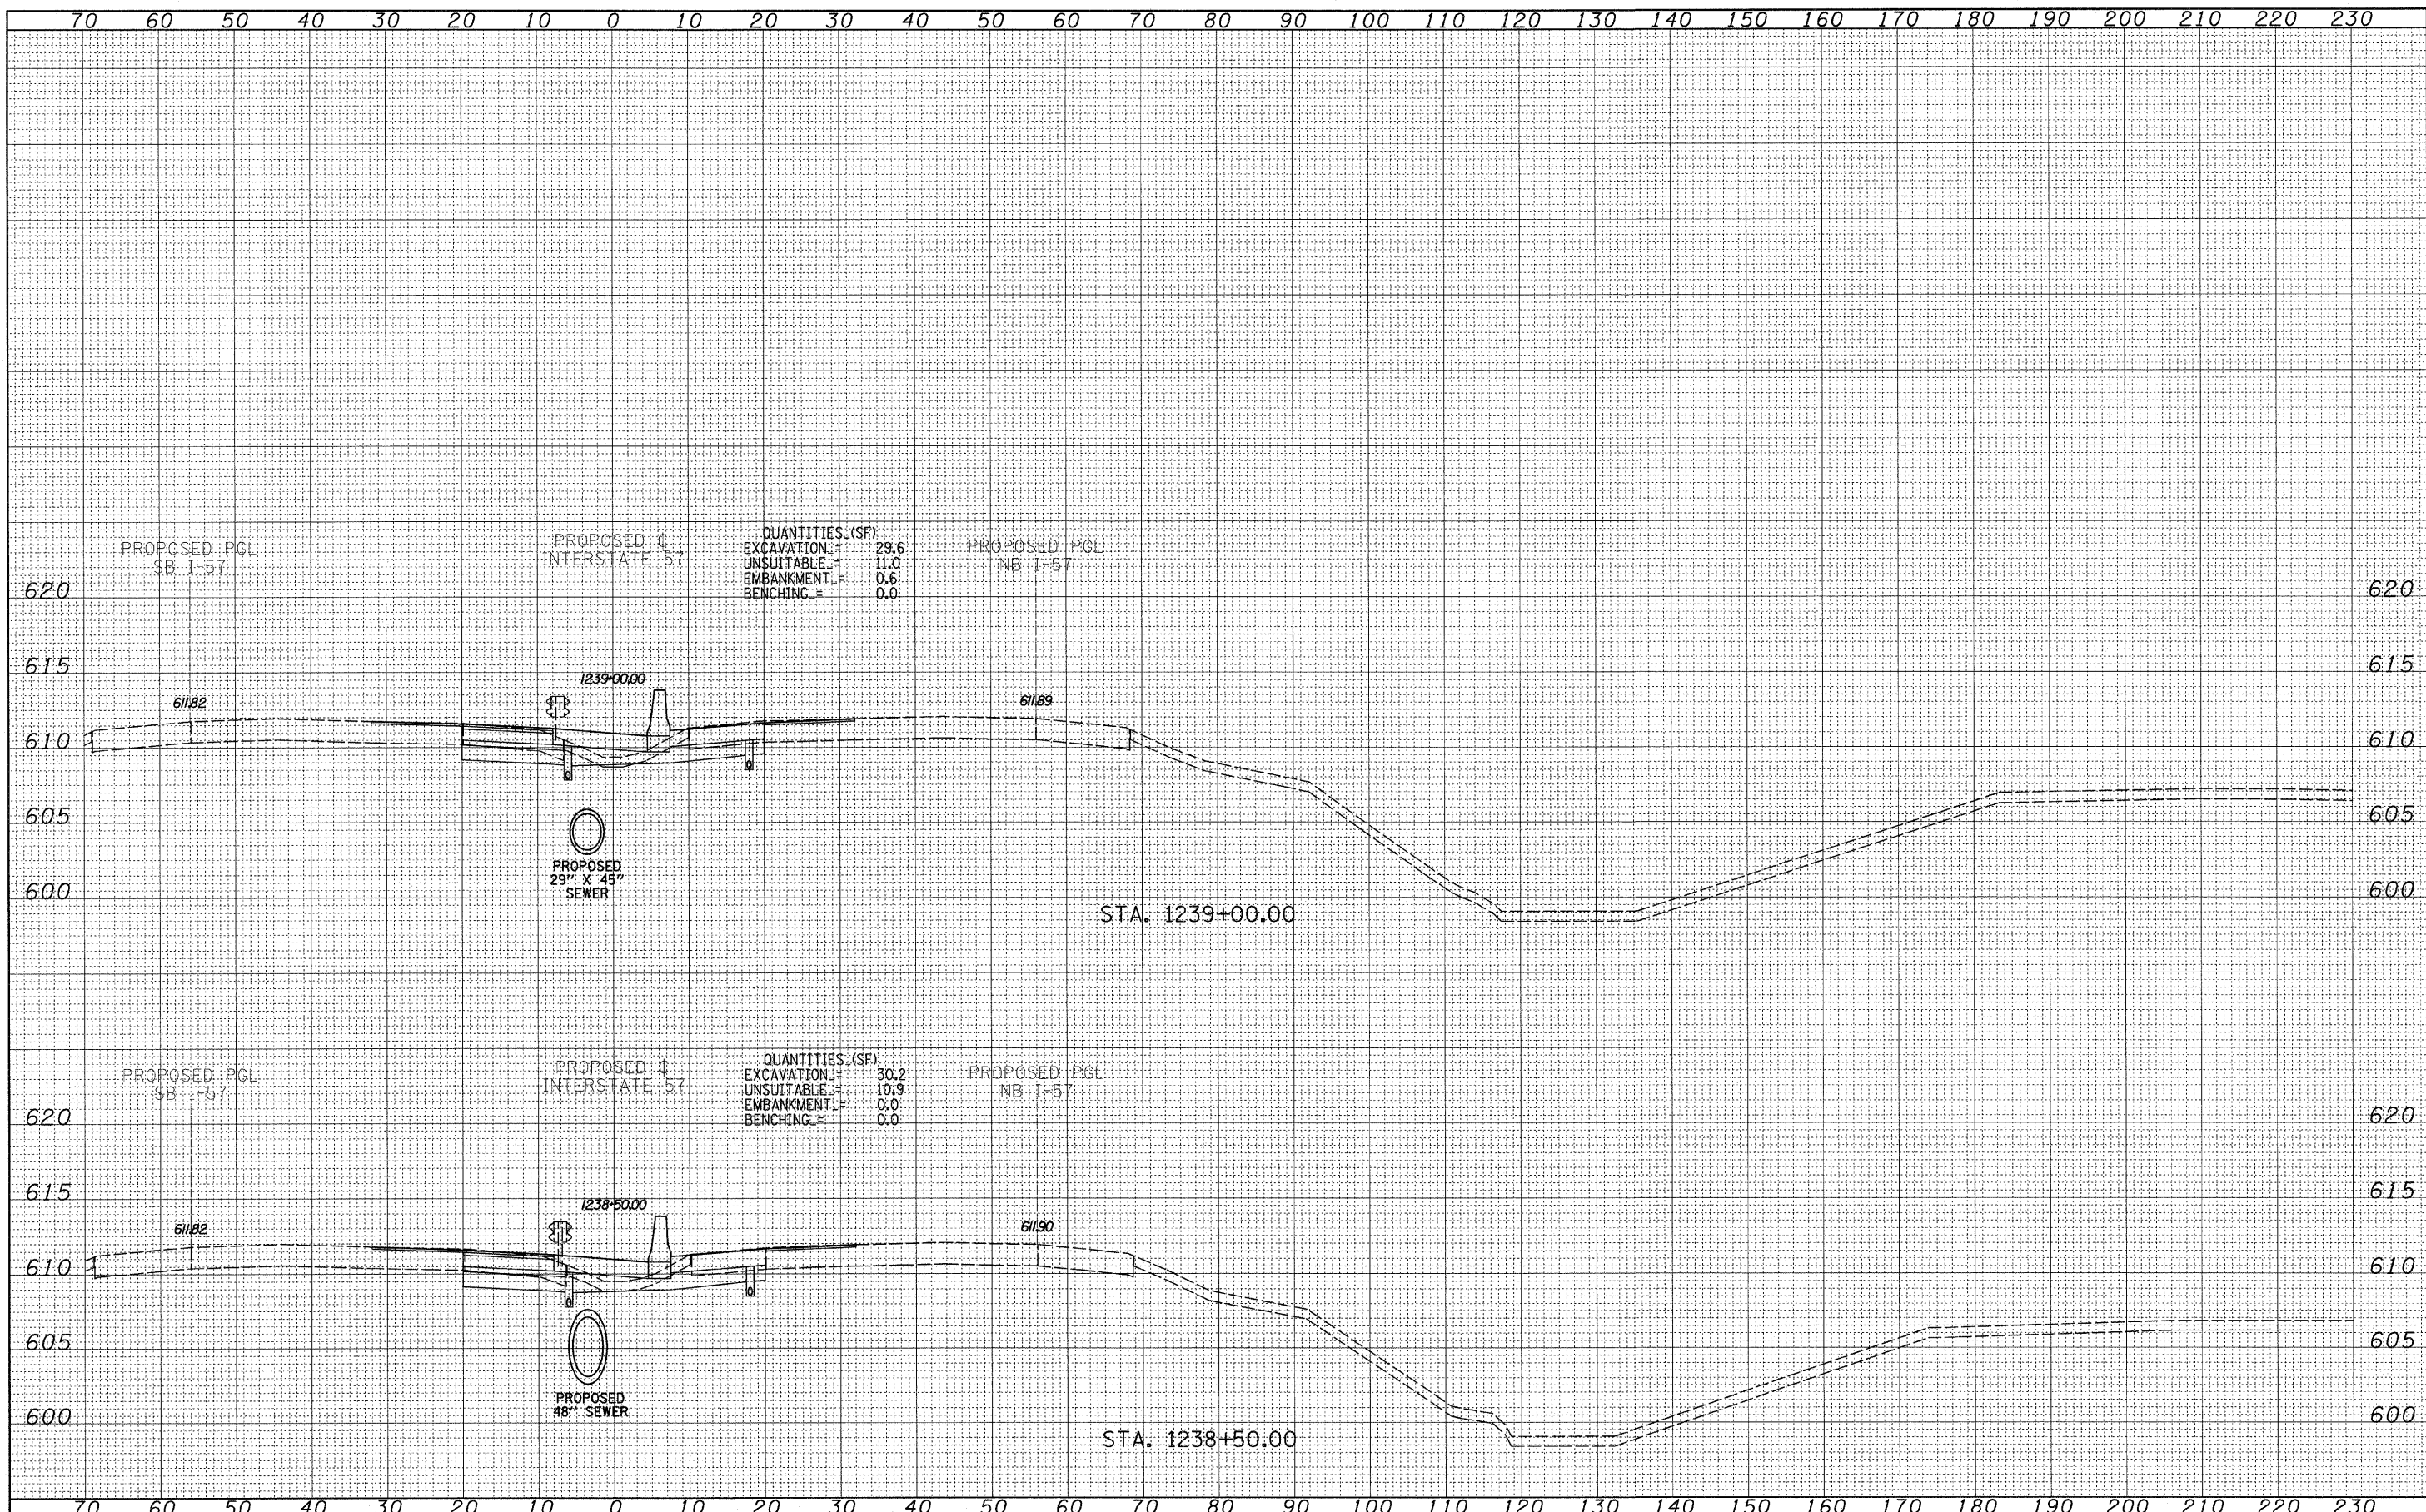 70 60 50 40 30 20 10 0 10 20 30 40 50 60 70 80 90 100 110 120 130 140 150 160 170 180 190 200 210 220 230
PROPOSED PGL
SB I-57
PROPOSED ℄
INTERSTATE 57
QUANTITIES (SF)
EXCAVATION = 29.6
UNSUITABLE = 11.0
EMBANKMENT = 0.6
BENCHING = 0.0
PROPOSED PGL
NB I-57
620 620
615 615
1239+00.00
611.82 611.89
610 610
605 605
PROPOSED
29" X 45"
SEWER
600 600
STA. 1239+00.00
PROPOSED PGL
SB I-57
PROPOSED ℄
INTERSTATE 57
QUANTITIES (SF)
EXCAVATION = 30.2
UNSUITABLE = 10.9
EMBANKMENT = 0.0
BENCHING = 0.0
PROPOSED PGL
NB I-57
620 620
615 615
1238+50.00
611.82 611.90
610 610
605 605
PROPOSED
48" SEWER
600 600
STA. 1238+50.00
70 60 50 40 30 20 10 0 10 20 30 40 50 60 70 80 90 100 110 120 130 140 150 160 170 180 190 200 210 220 230